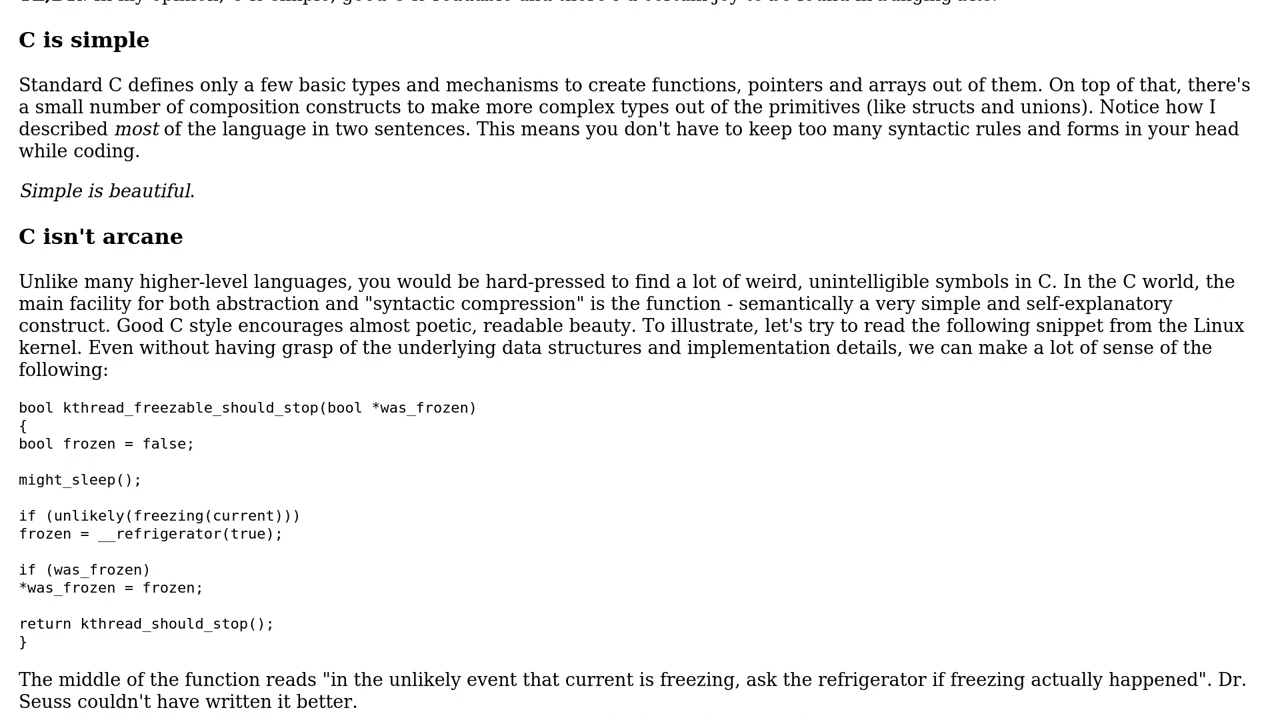 C is simple
Standard C defines only a few basic types and mechanisms to create functions, pointers and arrays out of them. On top of that, there's
a small number of composition constructs to make more complex types out of the primitives (like structs and unions). Notice how I
described most of the language in two sentences. This means you don't have to keep too many syntactic rules and forms in your head
while coding.
Simple is beautiful.
C isn't arcane
Unlike many higher-level languages, you would be hard-pressed to find a lot of weird, unintelligible symbols in C. In the C world, the
main facility for both abstraction and "syntactic compression" is the function - semantically a very simple and self-explanatory
construct. Good C style encourages almost poetic, readable beauty. To illustrate, let's try to read the following snippet from the Linux
kernel. Even without having grasp of the underlying data structures and implementation details, we can make a lot of sense of the
following:
bool kthread_freezable_should_stop(bool *was_frozen)
{
bool frozen = false;
might_sleep();
if (unlikely(freezing(current)))
frozen = __refrigerator(true);
if (was_frozen)
*was_frozen = frozen;
return kthread_should_stop();
}
The middle of the function reads "in the unlikely event that current is freezing, ask the refrigerator if freezing actually happened". Dr.
Seuss couldn't have written it better.